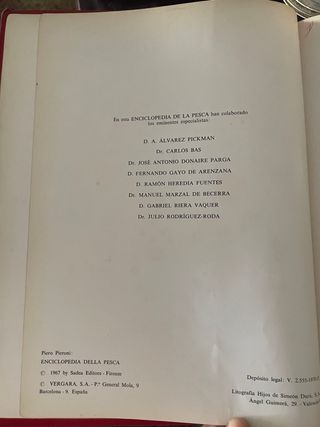 En esta ENCICLOPEDIA DE LA PESCA han colaborado
los eminentes especialistas:
D. A. ÁLVAREZ PICKMAN
Dr. CARLOS BAS
Dr. JOSÉ ANTONIO DONAIRE PARGA
D. FERNANDO GAYO DE ARENZANA
D. RAMÓN HEREDIA FUENTES
Dr. MANUEL MARZAL DE BECERRA
D. GABRIEL RIERA VAQUER
Dr. JULIO RODRÍGUEZ-RODA
Piero Pieroni:
ENCICLOPEDIA DELLA PESCA
© 1967 by Sadea Editores - Firenze
© VERGARA, S.A. - P.º General Mola, 9
Barcelona - 9. España
Depósito legal: V. 2.555-
Litografía Hijos de Simeón Durá
Ángel Guimerá, 29. -